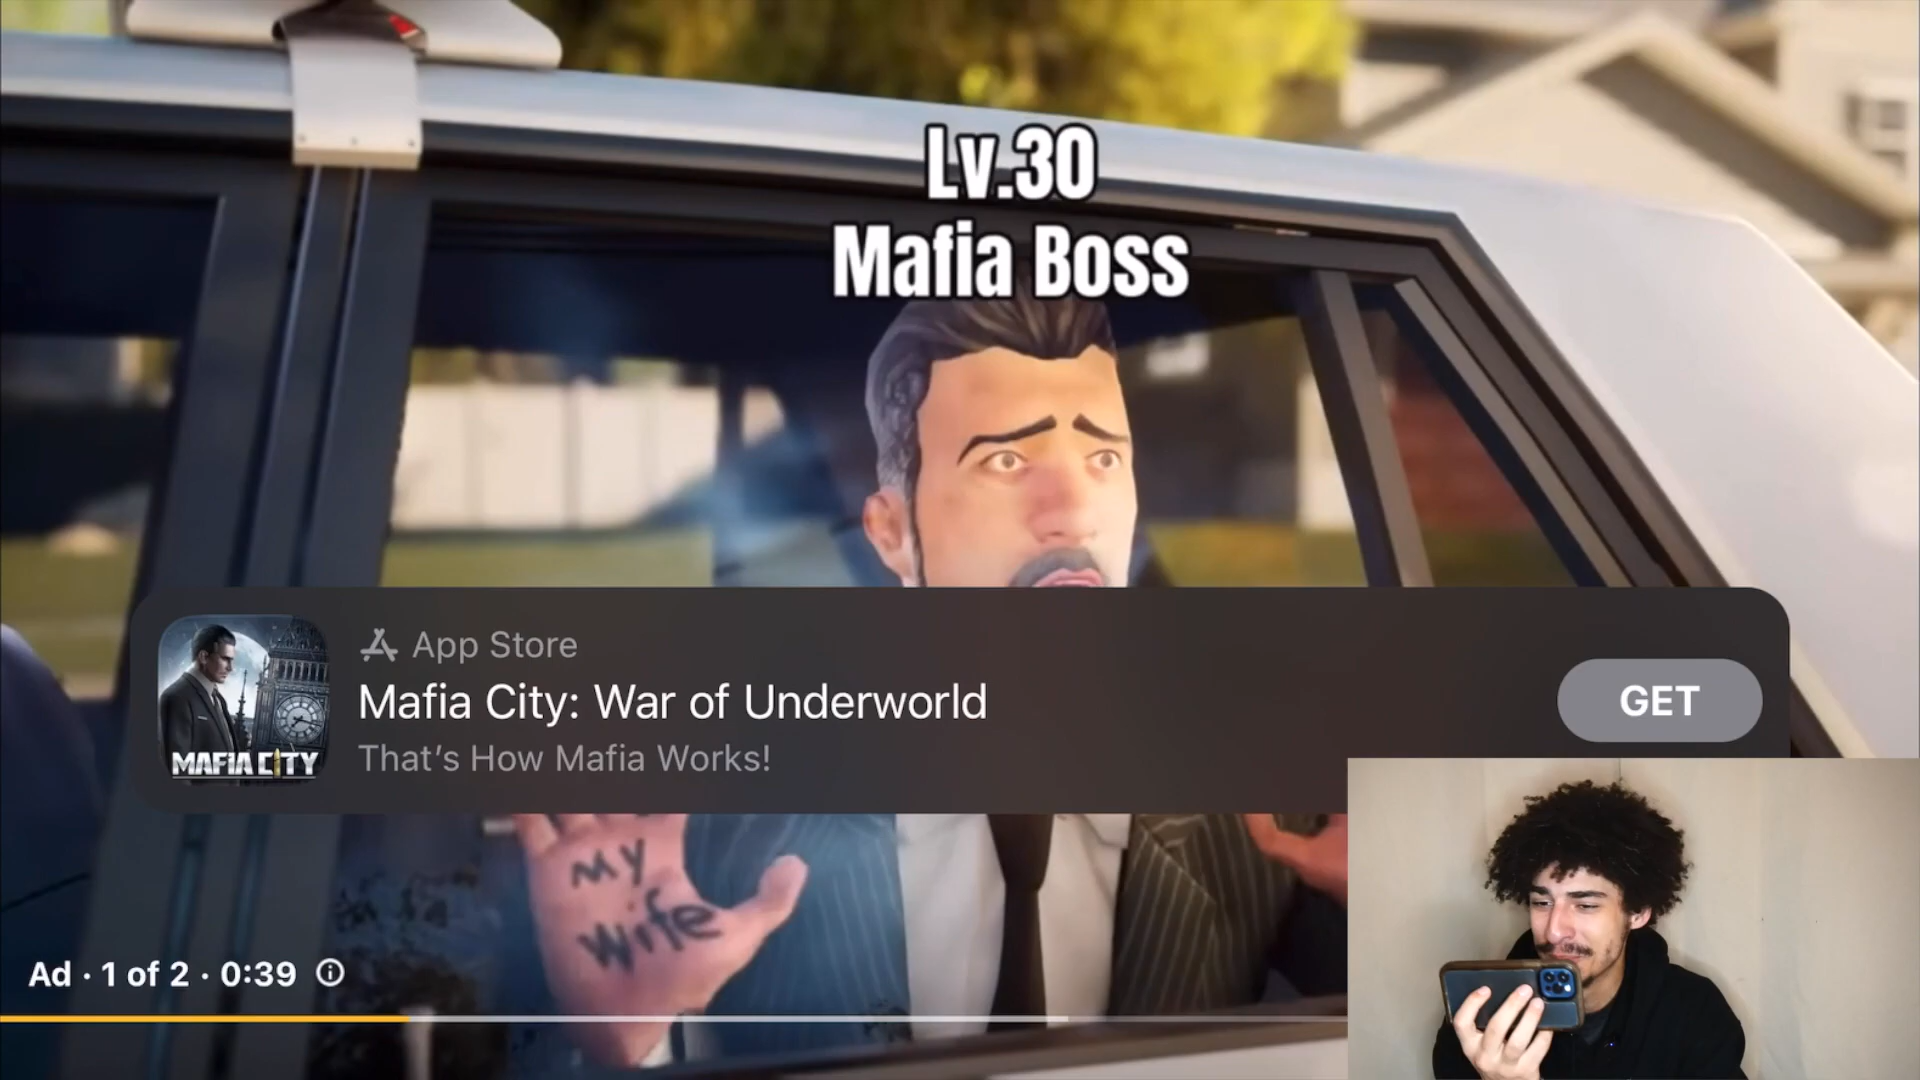 Lv.30
Mafia Boss
App Store
Mafia City: War of Underworld
That's How Mafia Works!
GET
MAFIA CITY
my
wife
Ad · 1 of 2 · 0:39